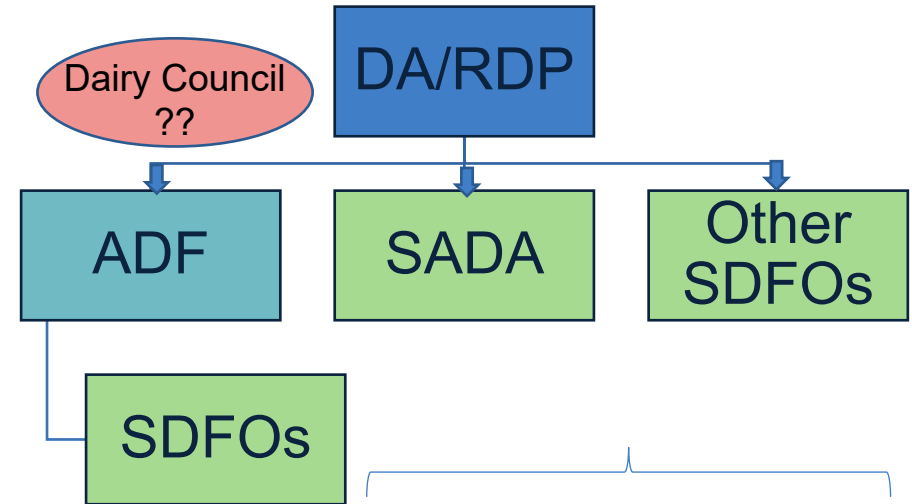 Dairy Council
??
DA/RDP
ADF
SADA
Other
SDFOs
SDFOs